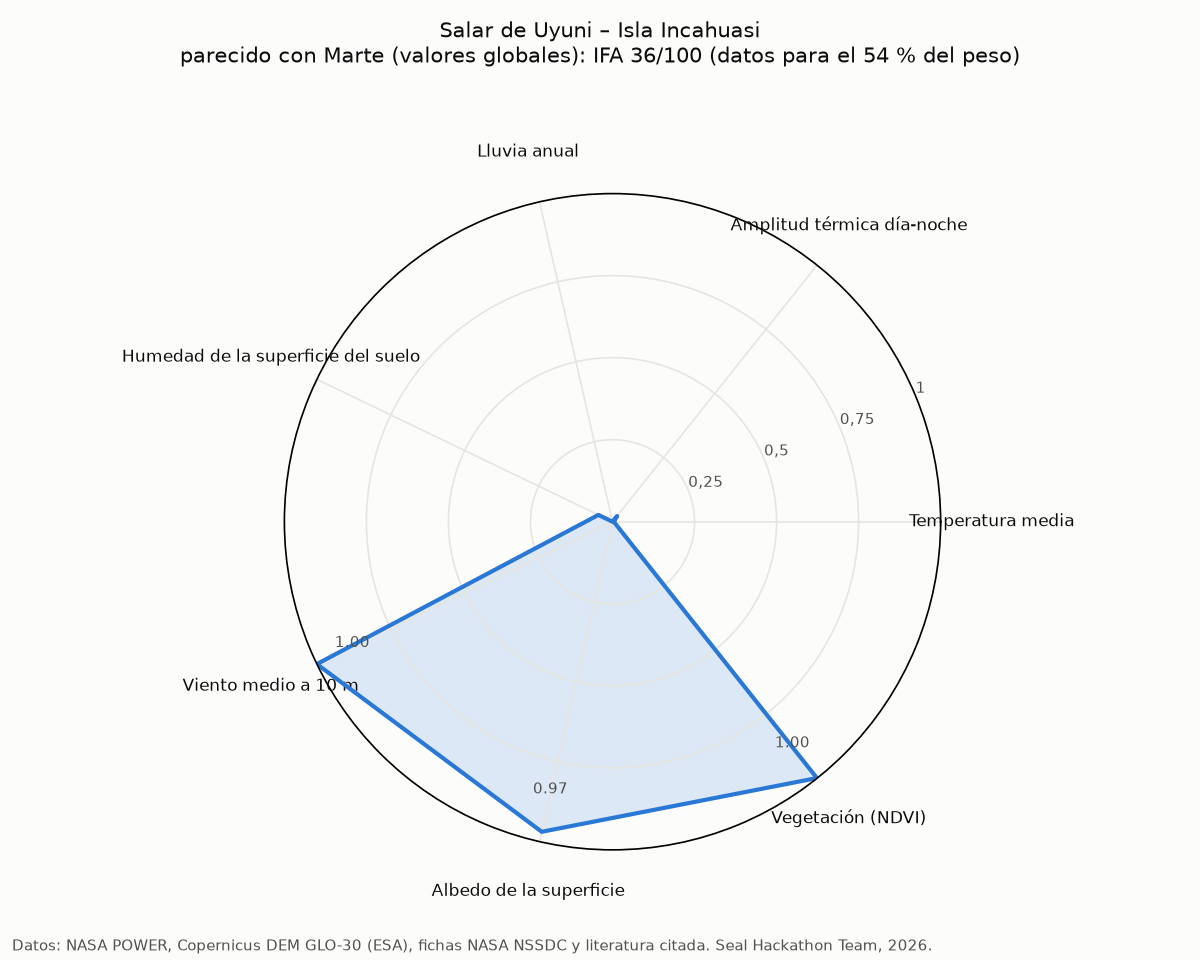 Salar de Uyuni – Isla Incahuasi
parecido con Marte (valores globales): IFA 36/100 (datos para el 54 % del peso)
Lluvia anual
Amplitud térmica día-noche
Humedad de la superficie del suelo
1
0,75
0,5
0,25
Temperatura media
1.00
Viento medio a 10 m
1.00
0.97
Vegetación (NDVI)
Albedo de la superficie
Datos: NASA POWER, Copernicus DEM GLO-30 (ESA), fichas NASA NSSDC y literatura citada. Seal Hackathon Team, 2026.